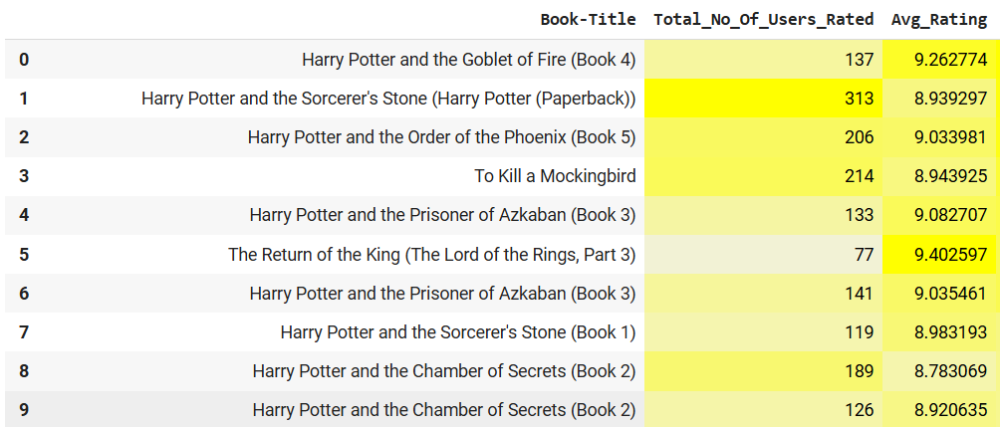 Book-Title Total_No_Of_Users_Rated Avg_Rating
0 Harry Potter and the Goblet of Fire (Book 4) 137 9.262774
1 Harry Potter and the Sorcerer's Stone (Harry Potter (Paperback)) 313 8.939297
2 Harry Potter and the Order of the Phoenix (Book 5) 206 9.033981
3 To Kill a Mockingbird 214 8.943925
4 Harry Potter and the Prisoner of Azkaban (Book 3) 133 9.082707
5 The Return of the King (The Lord of the Rings, Part 3) 77 9.402597
6 Harry Potter and the Prisoner of Azkaban (Book 3) 141 9.035461
7 Harry Potter and the Sorcerer's Stone (Book 1) 119 8.983193
8 Harry Potter and the Chamber of Secrets (Book 2) 189 8.783069
9 Harry Potter and the Chamber of Secrets (Book 2) 126 8.920635